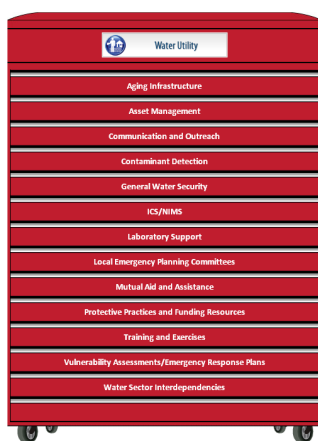 Water Utility
Aging Infrastructure
Asset Management
Communication and Outreach
Contaminant Detection
General Water Security
ICS/NIMS
Laboratory Support
Local Emergency Planning Committees
Mutual Aid and Assistance
Protective Practices and Funding Resources
Training and Exercises
Vulnerability Assessments/Emergency Response Plans
Water Sector Interdependencies